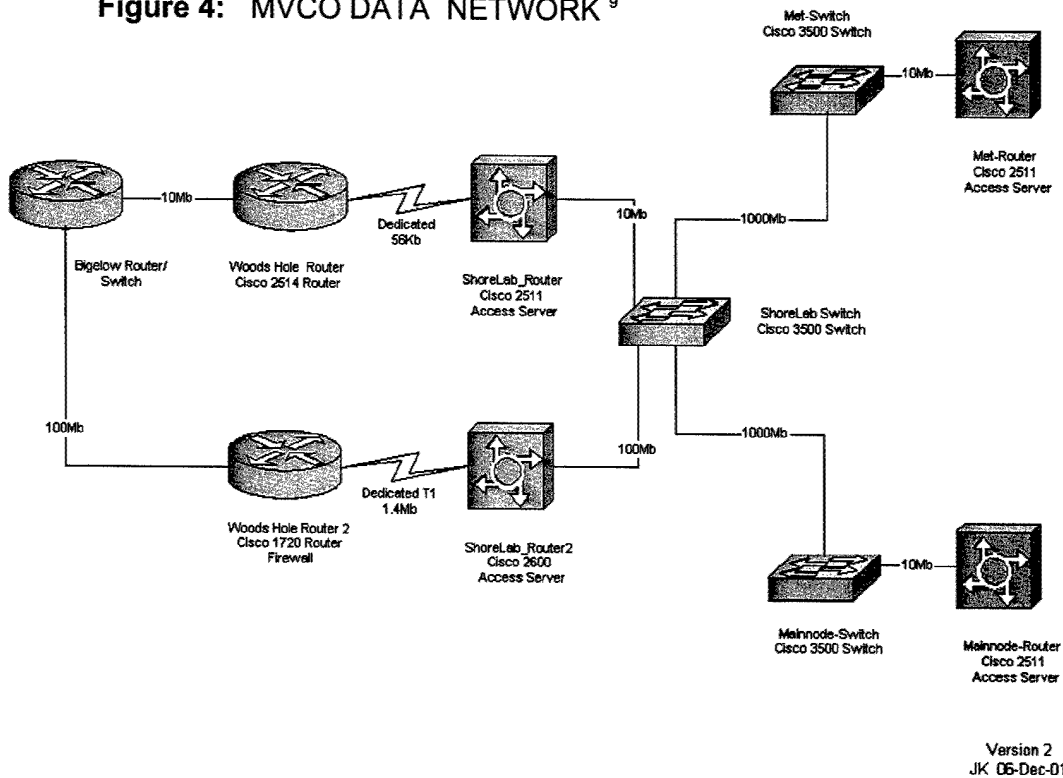 Figure 4: MVCO DATA NETWORK 9
Met-Switch
Cisco 3500 Switch
10Mb
Met-Router
Cisco 2511
Access Server
10Mb
Dedicated
56Kb
10Mb
1000Mb
Bigelow Router/
Switch
Woods Hole Router
Cisco 2514 Router
ShoreLab_Router
Cisco 2511
Access Server
ShoreLab Switch
Cisco 3500 Switch
100Mb
1000Mb
100Mb
Dedicated T1
1.4Mb
Woods Hole Router 2
Cisco 1720 Router
Firewall
ShoreLab_Router2
Cisco 2600
Access Server
10Mb
Mainnode-Switch
Cisco 3500 Switch
Mainnode-Router
Cisco 2511
Access Server
Version 2
JK 06-Dec-01